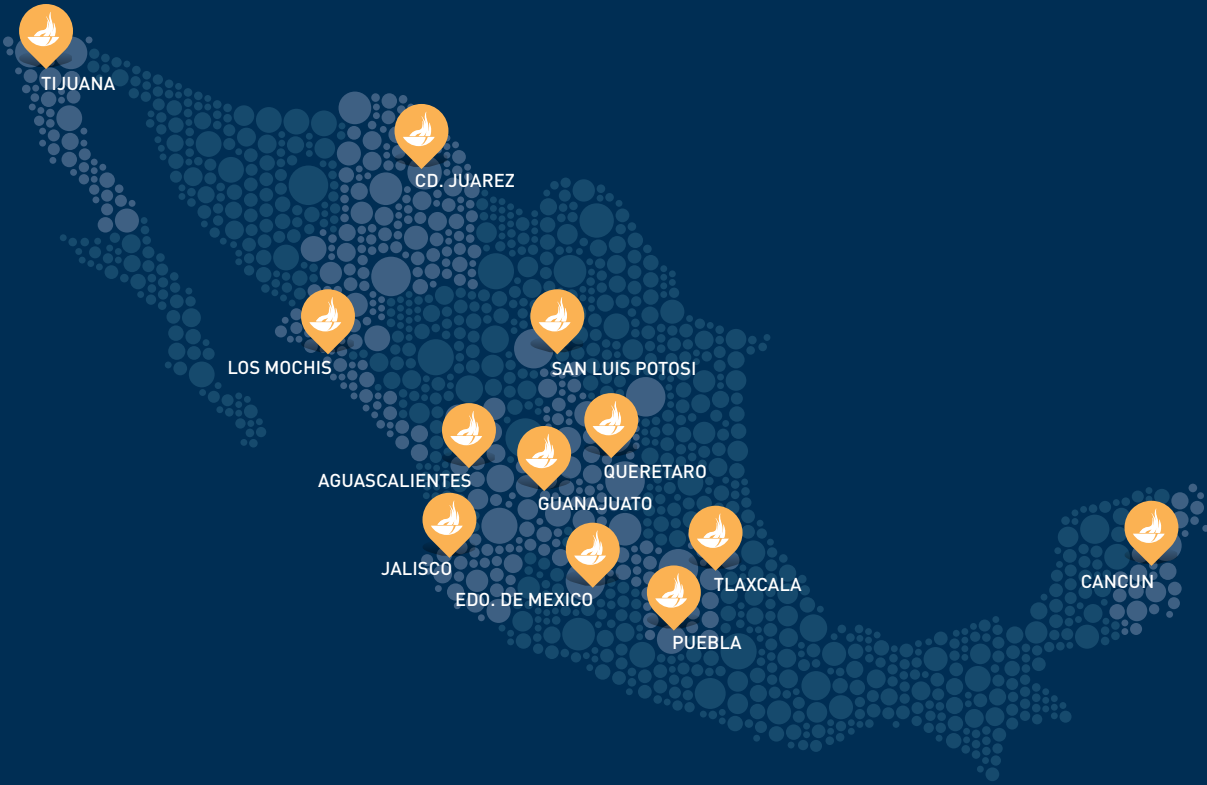 TIJUANA
CD. JUAREZ
LOS MOCHIS
SAN LUIS POTOSI
AGUASCALIENTES
QUERETARO
GUANAJUATO
JALISCO
EDO. DE MEXICO
TLAXCALA
CANCUN
PUEBLA